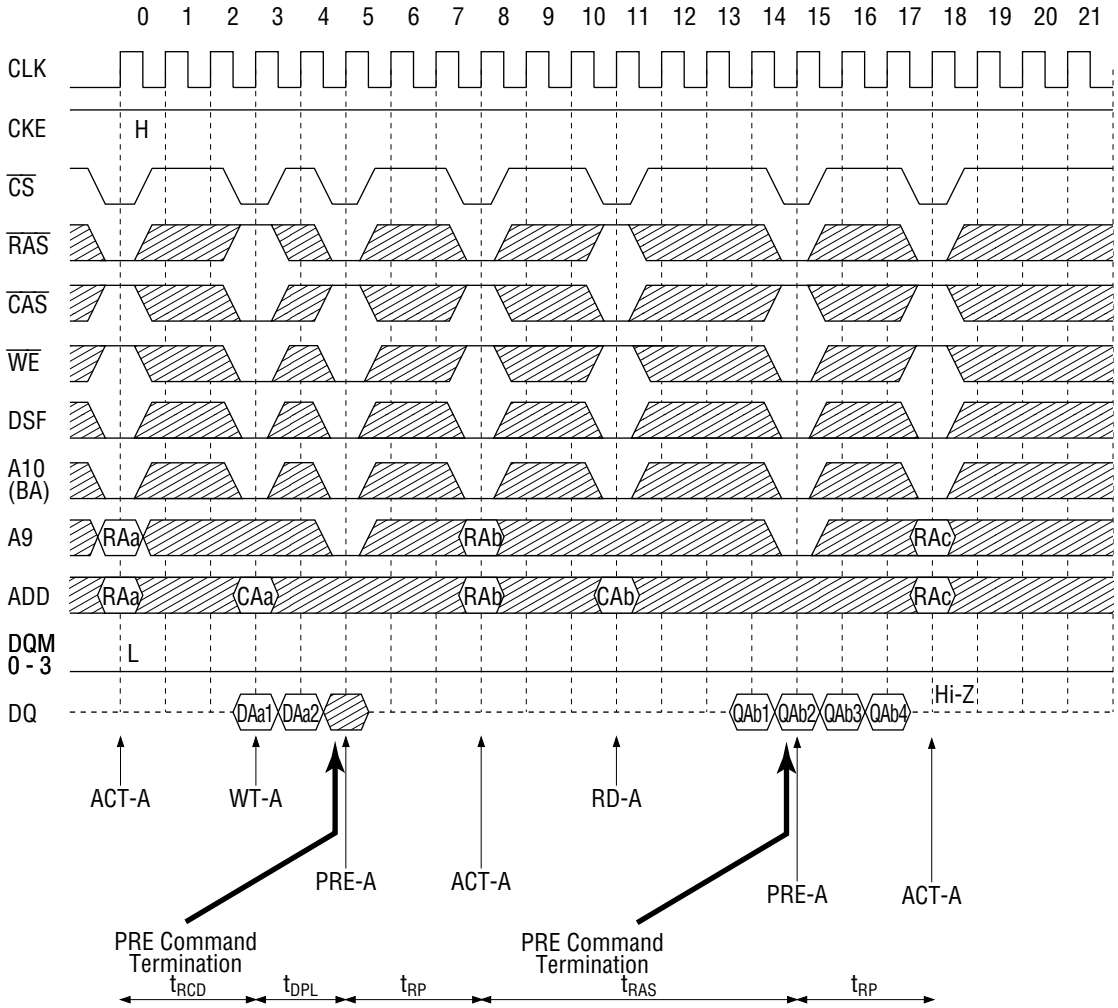 0 1 2 3 4 5 6 7 8 9 10 11 12 13 14 15 17 18 19 20 21
CLK
CKE H
CS
RAS
CAS
WE
DSF
A10
(BA)
A9 RAa RAb RAc
ADD RAa CAa RAb CAb RAc
DQM
0 - 3 L
DQ DAa1 DAa2 QAb1 QAb2 QAb3 QAb4 Hi-Z
ACT-A WT-A RD-A
PRE-A ACT-A PRE-A ACT-A
PRE Command
Termination
PRE Command
Termination
tRCD tDPL tRP tRAS tRP